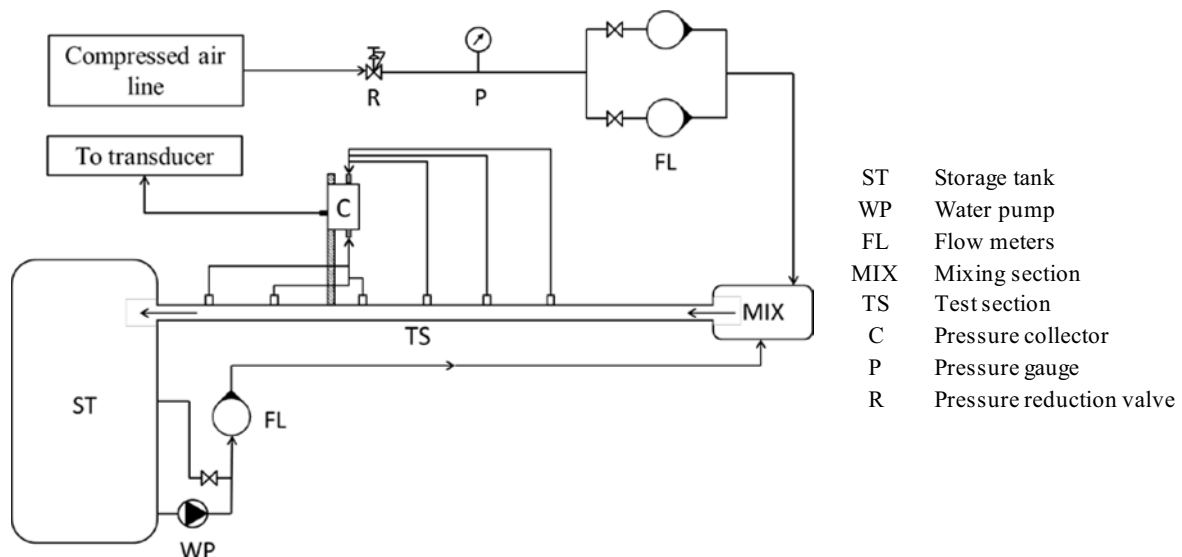 Compressed air
line
R
P
FL
To transducer
C
MIX
TS
ST
FL
WP
ST Storage tank
WP Water pump
FL Flow meters
MIX Mixing section
TS Test section
C Pressure collector
P Pressure gauge
R Pressure reduction valve